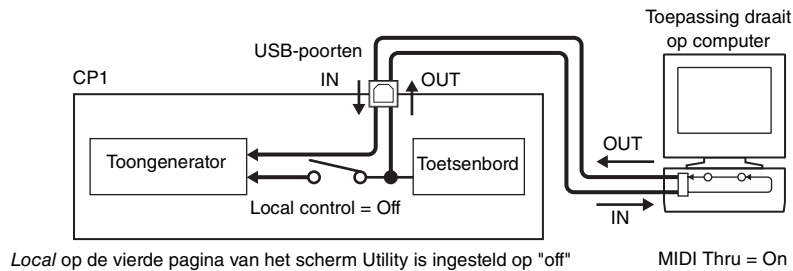 Toepassing draait
op computer
USB-poorten
CP1
IN
OUT
OUT
Toongenerator
Toetsenbord
Local control = Off
IN
Local op de vierde pagina van het scherm Utility is ingesteld op "off"
MIDI Thru = On